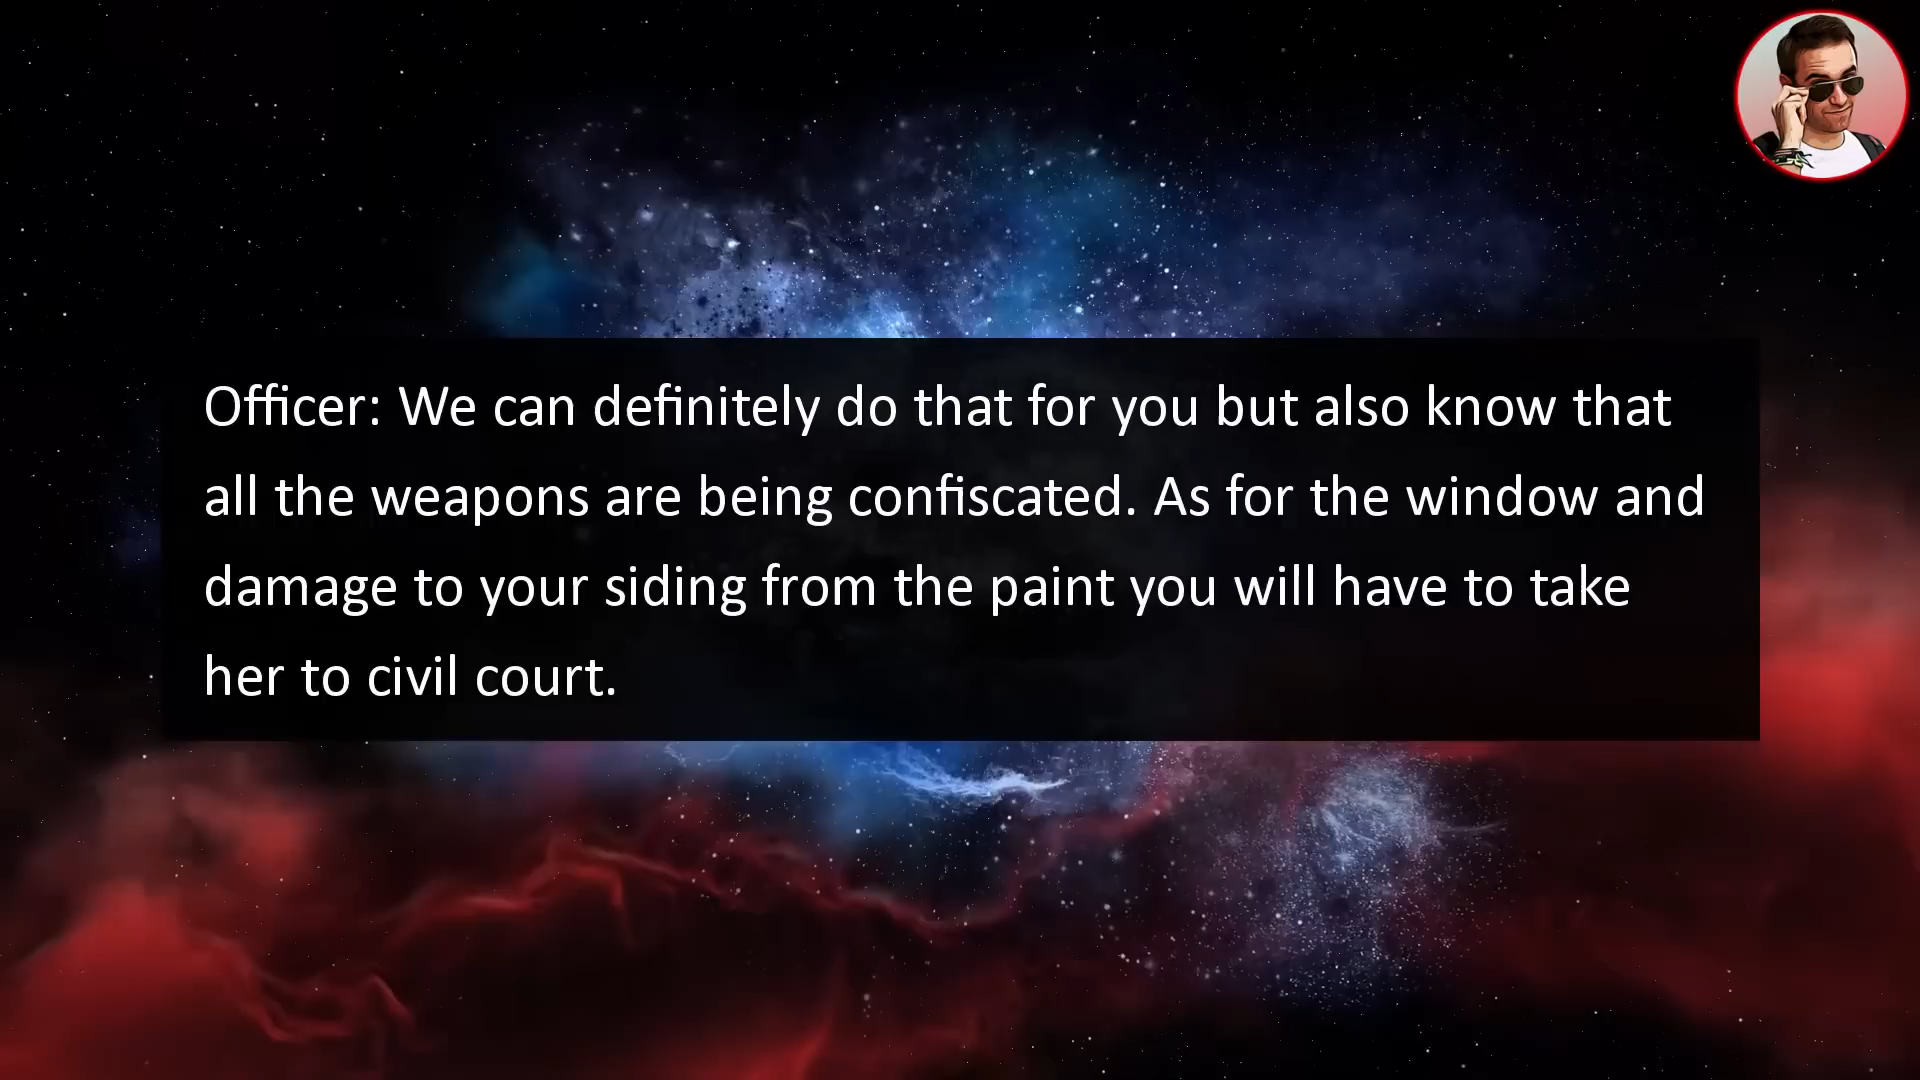 Officer: We can definitely do that for you but also know that
all the weapons are being confiscated. As for the window and
damage to your siding from the paint you will have to take
her to civil court.